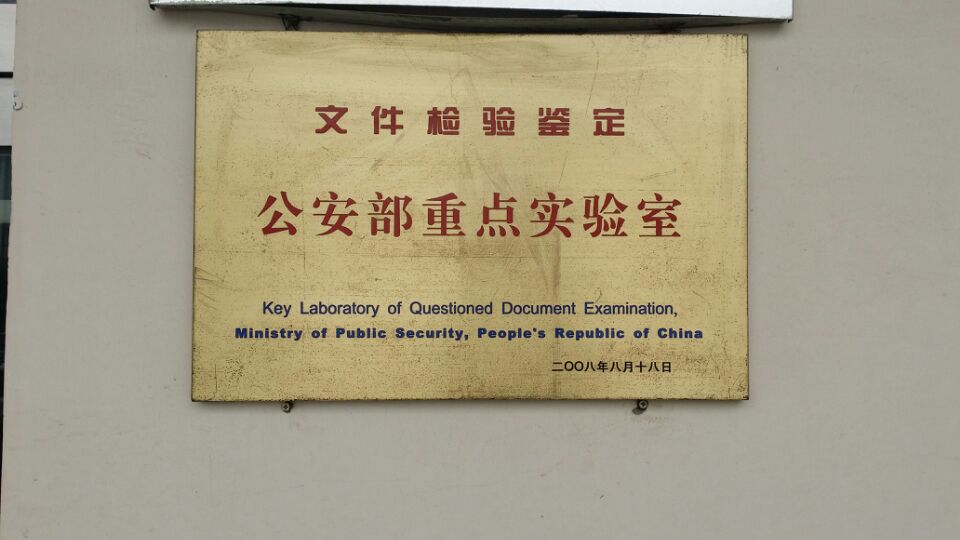 文件检验鉴定
公安部重点实验室
Key Laboratory of Questioned Document Examination,
Ministry of Public Security, People's Republic of China
二OO八年八月十八日